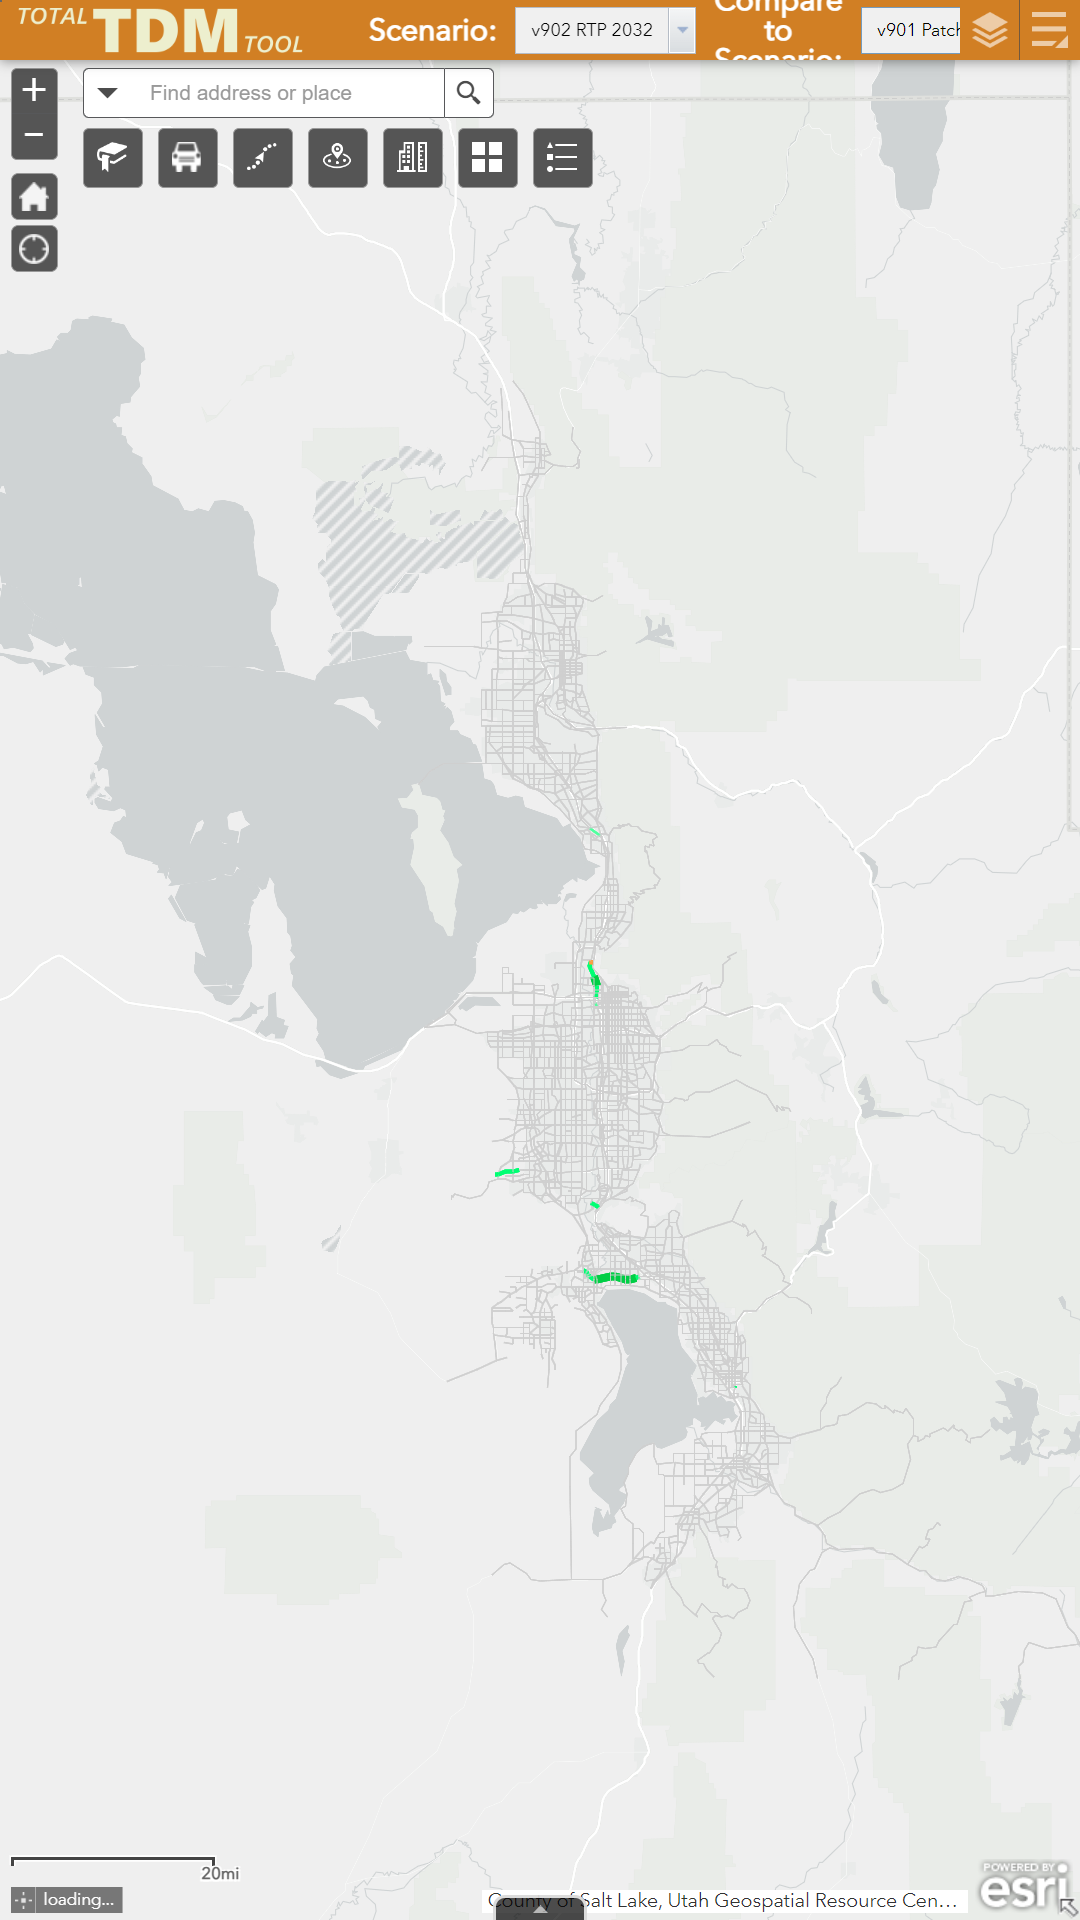 TOTAL TDM TOOL
Scenario:
v902 RTP 2032
Compare
to
Scenario:
v901 Patch
Find address or place
20mi
loading...
County of Salt Lake, Utah Geospatial Resource Cen...
POWERED BY
esri